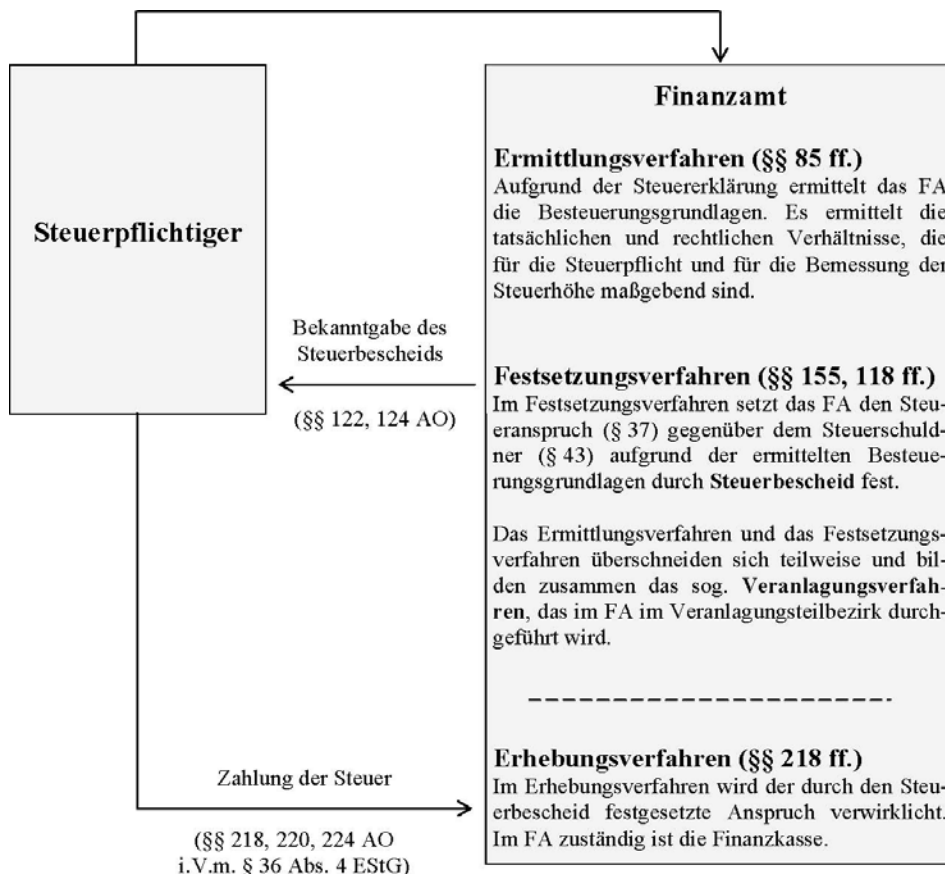 Steuerpflichtiger
Finanzamt
Ermittlungsverfahren (§§ 85 ff.)
Aufgrund der Steuererklärung ermittelt das FA
die Besteuerungsgrundlagen. Es ermittelt die
tatsächlichen und rechtlichen Verhältnisse, die
für die Steuerpflicht und für die Bemessung der
Steuerhöhe maßgebend sind.
Bekanntgabe des
Steuerbescheids
(§§ 122, 124 AO)
Festsetzungsverfahren (§§ 155, 118 ff.)
Im Festsetzungsverfahren setzt das FA den Steu-
eranspruch (§ 37) gegenüber dem Steuerschuld-
ner (§ 43) aufgrund der ermittelten Besteue-
rungsgrundlagen durch Steuerbescheid fest.
Das Ermittlungsverfahren und das Festsetzungs-
verfahren überschneiden sich teilweise und bil-
den zusammen das sog. Veranlagungsverfah-
ren, das im FA im Veranlagungsteilbezirk durch-
geführt wird.
Zahlung der Steuer
(§§ 218, 220, 224 AO
i.V.m. § 36 Abs. 4 EStG)
Erhebungsverfahren (§§ 218 ff.)
Im Erhebungsverfahren wird der durch den Steu-
erbescheid festgesetzte Anspruch verwirklicht.
Im FA zuständig ist die Finanzkasse.